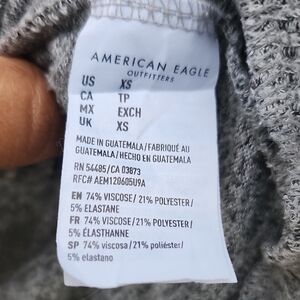 AMERICAN EAGLE
OUTFITTERS
US XS
CA TP
MX EXCH
UK XS
MADE IN GUATEMALA/FABRIQUÉ AU
GUATEMALA/HECHO EN GUATEMALA
RN 54485/CA 03873
RFC# AEM120605U9A
EN 74% VISCOSE/ 21% POLYESTER/
5% ELASTANE
FR 74% VISCOSE/ 21% POLYESTER/
5% ÉLASTHANNE
SP 74% viscosa/ 21% poliéster/
5% elastano